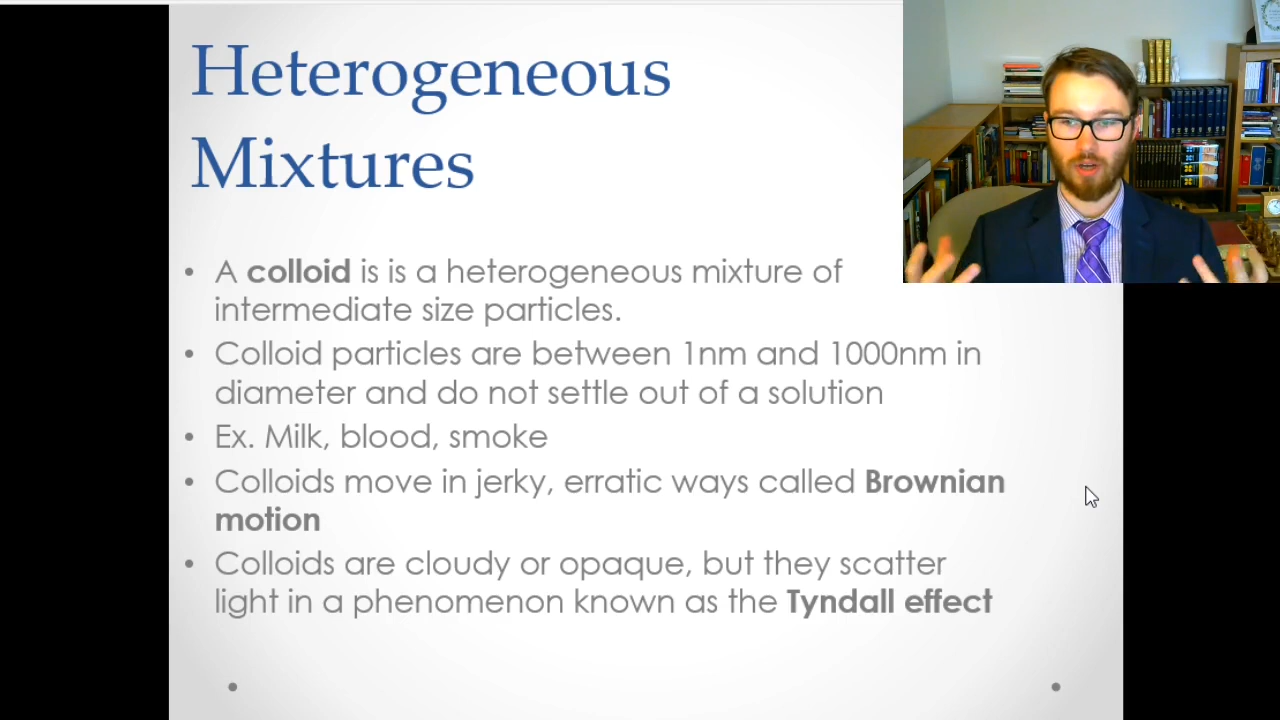 Heterogeneous
Mixtures
• A colloid is is a heterogeneous mixture of
intermediate size particles.
• Colloid particles are between 1nm and 1000nm in
diameter and do not settle out of a solution
• Ex. Milk, blood, smoke
• Colloids move in jerky, erratic ways called Brownian
motion
• Colloids are cloudy or opaque, but they scatter
light in a phenomenon known as the Tyndall effect